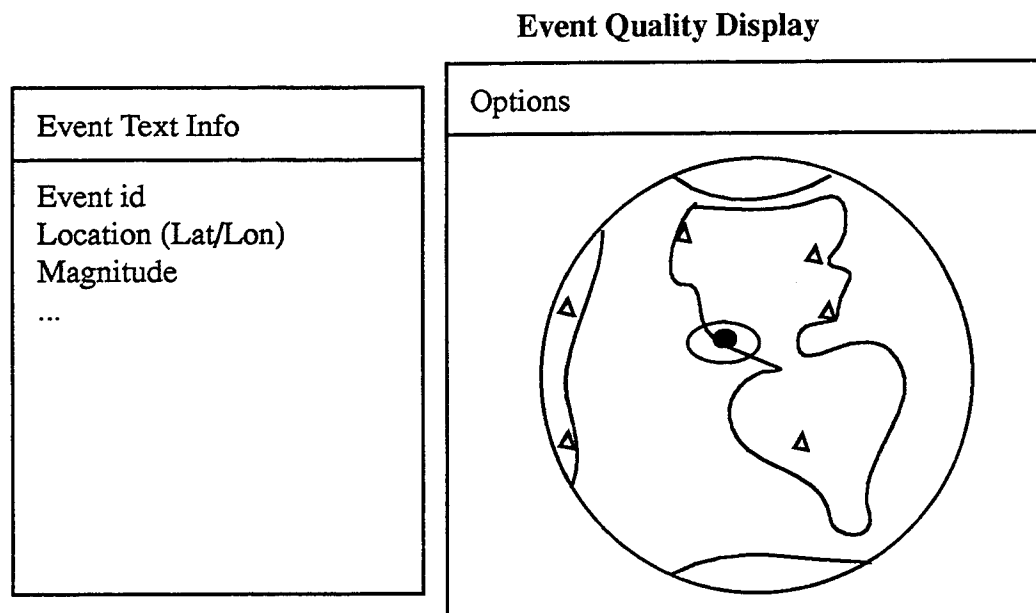 Event Quality Display
Event Text Info
Event id
Location (Lat/Lon)
Magnitude
...
Options